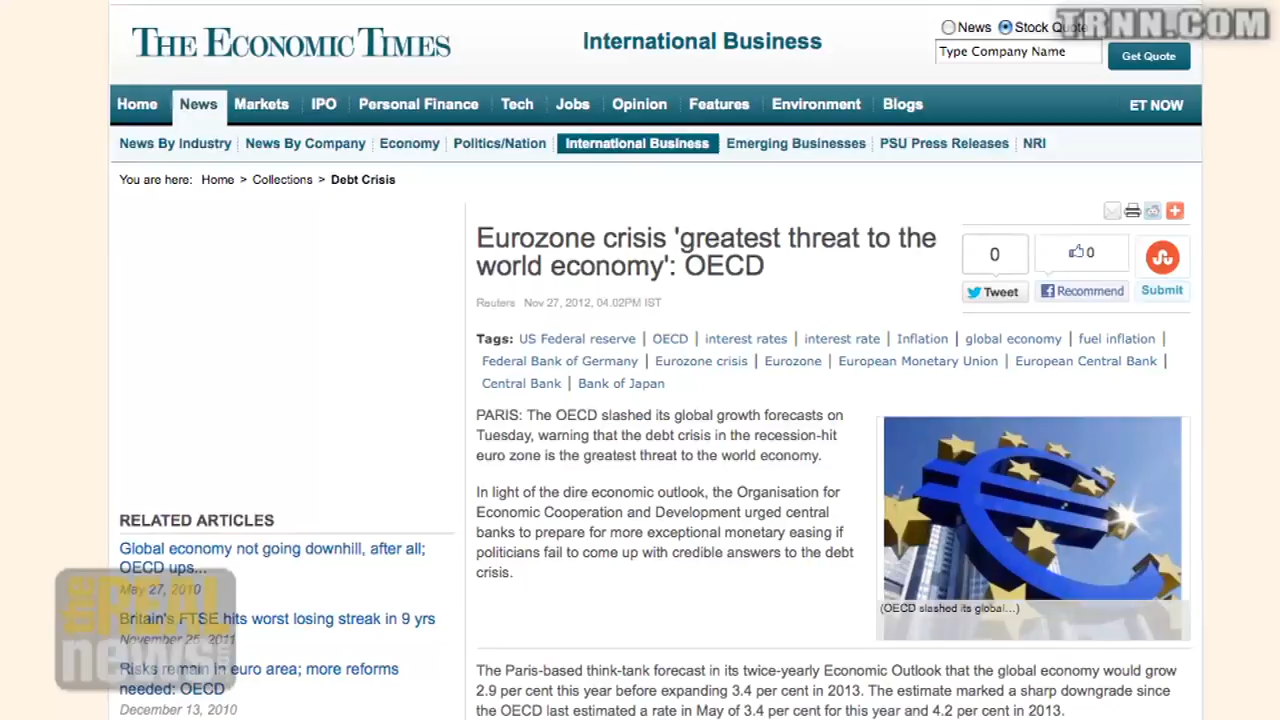 TRNN.COM
THE ECONOMIC TIMES
International Business
News Stock Quote
Type Company Name
Get Quote
Home News Markets IPO Personal Finance Tech Jobs Opinion Features Environment Blogs ET NOW
News By Industry News By Company Economy Politics/Nation International Business Emerging Businesses PSU Press Releases NRI
You are here: Home > Collections > Debt Crisis
Eurozone crisis 'greatest threat to the
world economy': OECD
Reuters Nov 27, 2012, 04.02PM IST
0
0
Tweet
Recommend
Submit
Tags: US Federal reserve | OECD | interest rates | interest rate | Inflation | global economy | fuel inflation |
Federal Bank of Germany | Eurozone crisis | Eurozone | European Monetary Union | European Central Bank |
Central Bank | Bank of Japan
PARIS: The OECD slashed its global growth forecasts on
Tuesday, warning that the debt crisis in the recession-hit
euro zone is the greatest threat to the world economy.
In light of the dire economic outlook, the Organisation for
Economic Cooperation and Development urged central
banks to prepare for more exceptional monetary easing if
politicians fail to come up with credible answers to the debt
crisis.
(OECD slashed its global...)
The Paris-based think-tank forecast in its twice-yearly Economic Outlook that the global economy would grow
2.9 per cent this year before expanding 3.4 per cent in 2013. The estimate marked a sharp downgrade since
the OECD last estimated a rate in May of 3.4 per cent for this year and 4.2 per cent in 2013.
RELATED ARTICLES
Global economy not going downhill, after all;
OECD ups...
May 27, 2010
Britain's FTSE hits worst losing streak in 9 yrs
November 25, 2011
Risks remain in euro area; more reforms
needed: OECD
December 13, 2010
the REAL
news.com